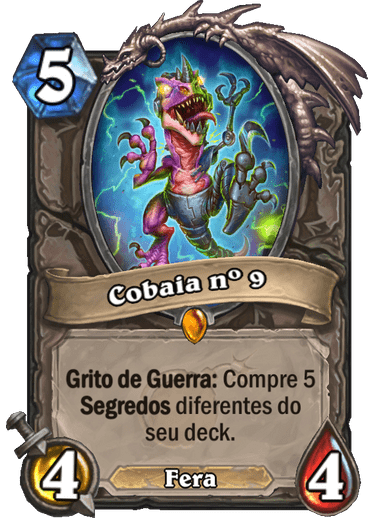 5
Cobaia nº 9
Grito de Guerra: Compre 5
Segredos diferentes do
seu deck.
4
Fera
4